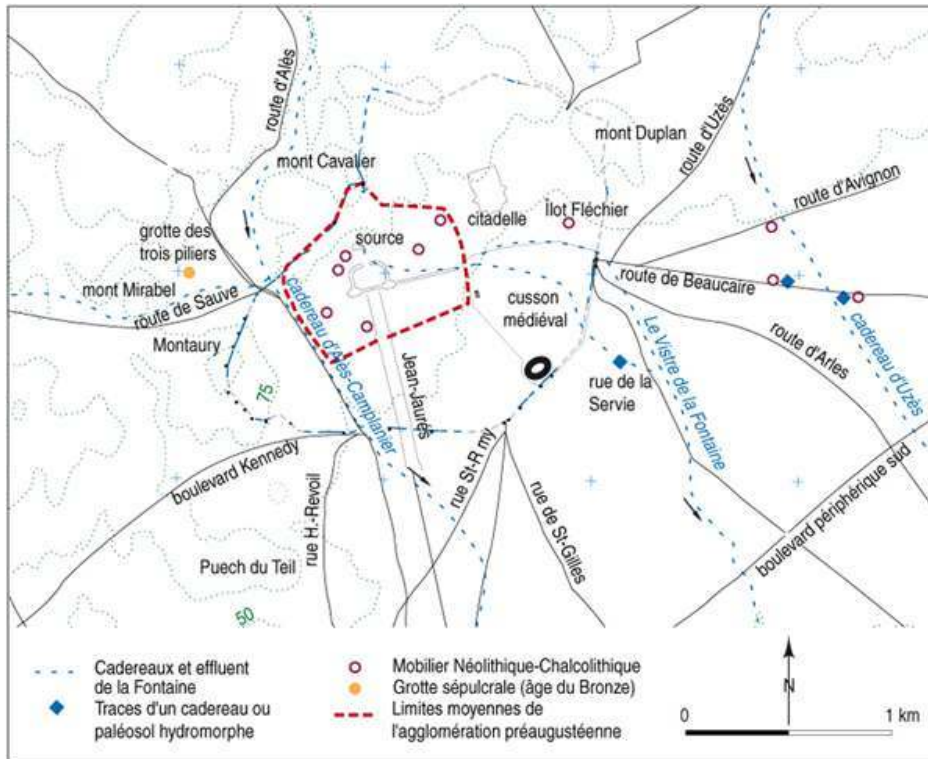 route d'Alès
mont Cavalier
mont Duplan
route d'Uzès
route d'Avignon
grotte des
trois piliers
source
citadelle
Ilot Fléchier
mont Mirabel
route de Sauve
route de Beaucaire
cadereau d'Alès-Camplanier
cusson
médiéval
Le Vistre de la Fontaine
cadereau d'Uzès
route d'Arles
Montaury
Jean-Jaurès
rue de la
Servie
75
boulevard Kennedy
rue H.-Revoil
rue St-R my
rue de St-Gilles
boulevard périphérique sud
Puech du Teil
50
Cadereaux et effluent
de la Fontaine
Traces d'un cadereau ou
paléosol hydromorphe
Mobilier Néolithique-Chalcolithique
Grotte sépulcrale (âge du Bronze)
Limites moyennes de
l'agglomération préaugustéenne
N
0 1 km